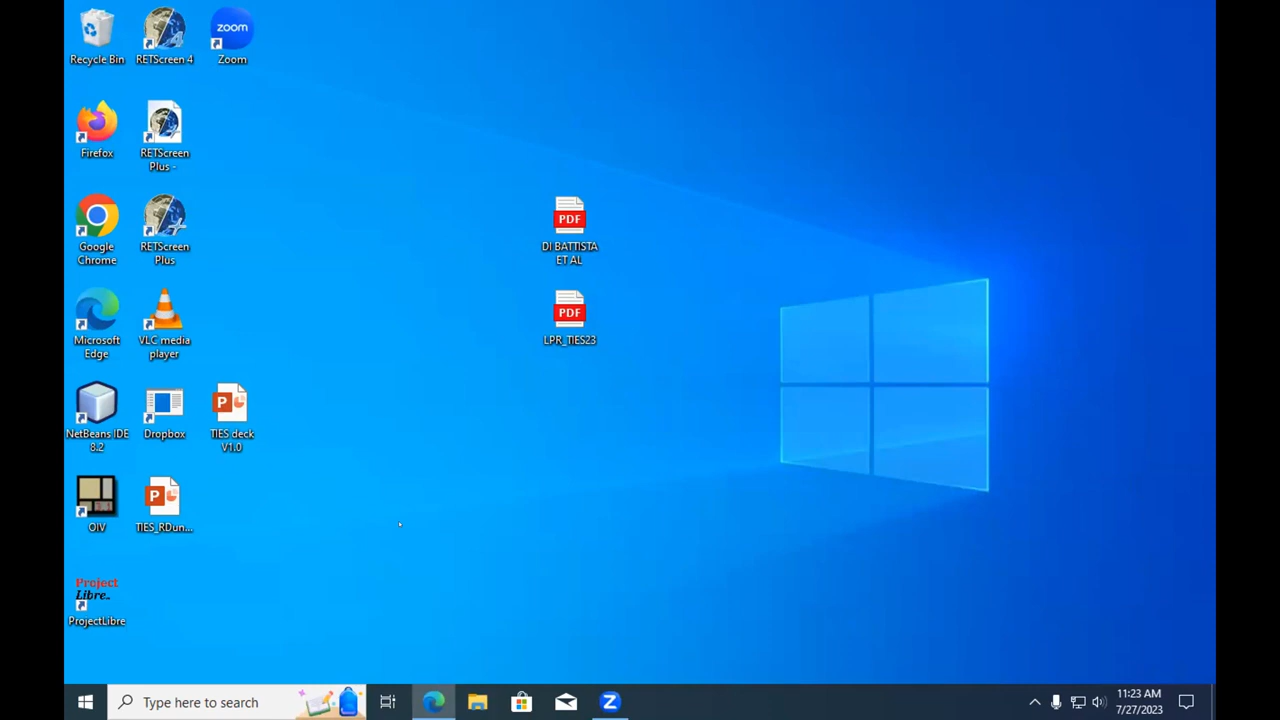 zoom
Recycle Bin
RETScreen 4
Zoom
Firefox
RETScreen
Plus -
Google
Chrome
RETScreen
Plus
PDF
DI BATTISTA
ET AL
Microsoft
Edge
VLC media
player
PDF
LPR_TIES23
NetBeans IDE
8.2
Dropbox
P
TIES deck
V1.0
OIV
P
TIES_RDun...
Project
Libre..
ProjectLibre
Type here to search
Z
11:23 AM
7/27/2023